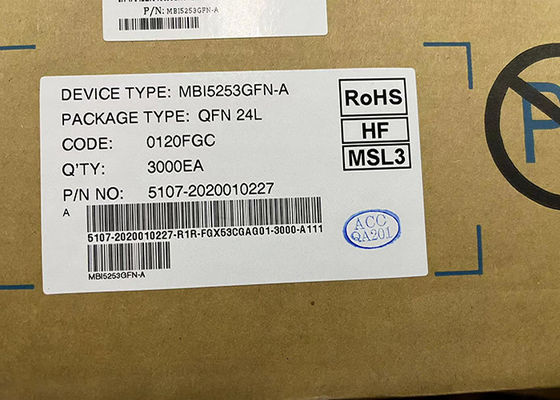 P/N: MBI5253GFN-A
DEVICE TYPE: MBI5253GFN-A
PACKAGE TYPE: QFN 24L
CODE: 0120FGC
Q'TY: 3000EA
P/N NO: 5107-2020010227
A
5107-2020010227-R1R-FGX53CGAG01-3000-A111
MBI5253GFN-A
RoHS
HF
MSL3
ACC
QA201
P